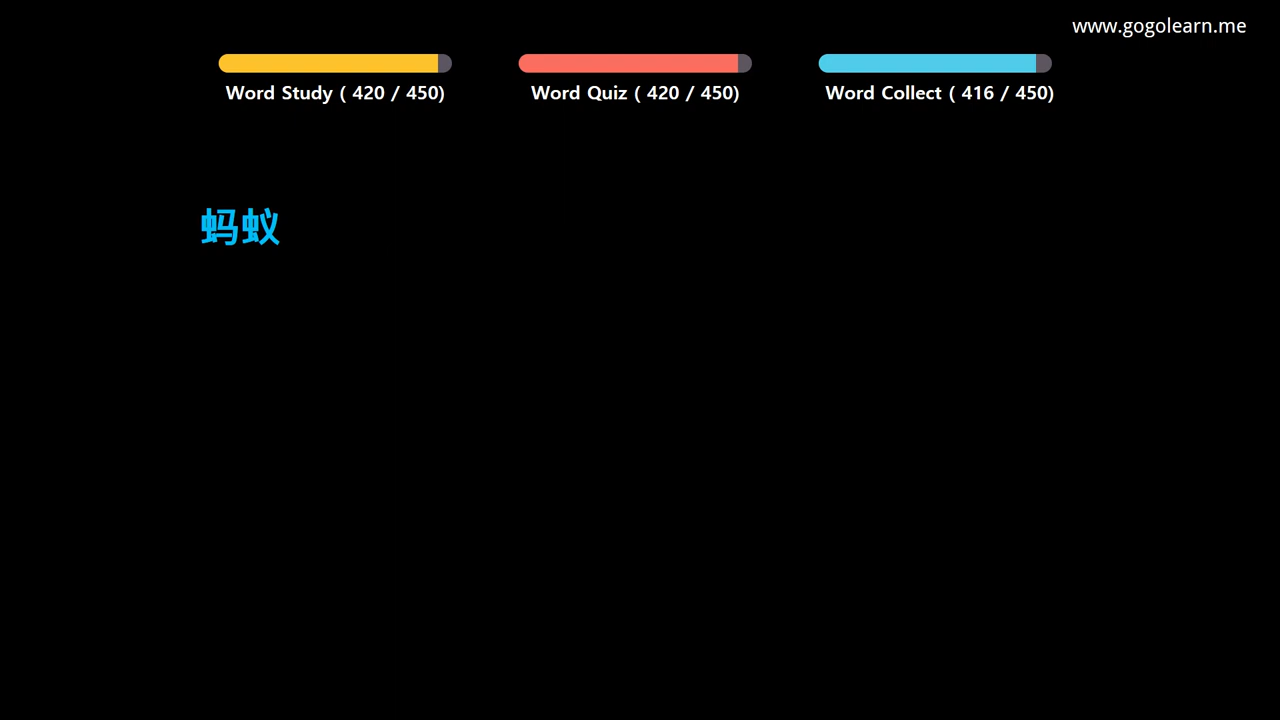 www.gogolearn.me
Word Study ( 420 / 450)
Word Quiz ( 420 / 450)
Word Collect ( 416 / 450)
蚂蚁